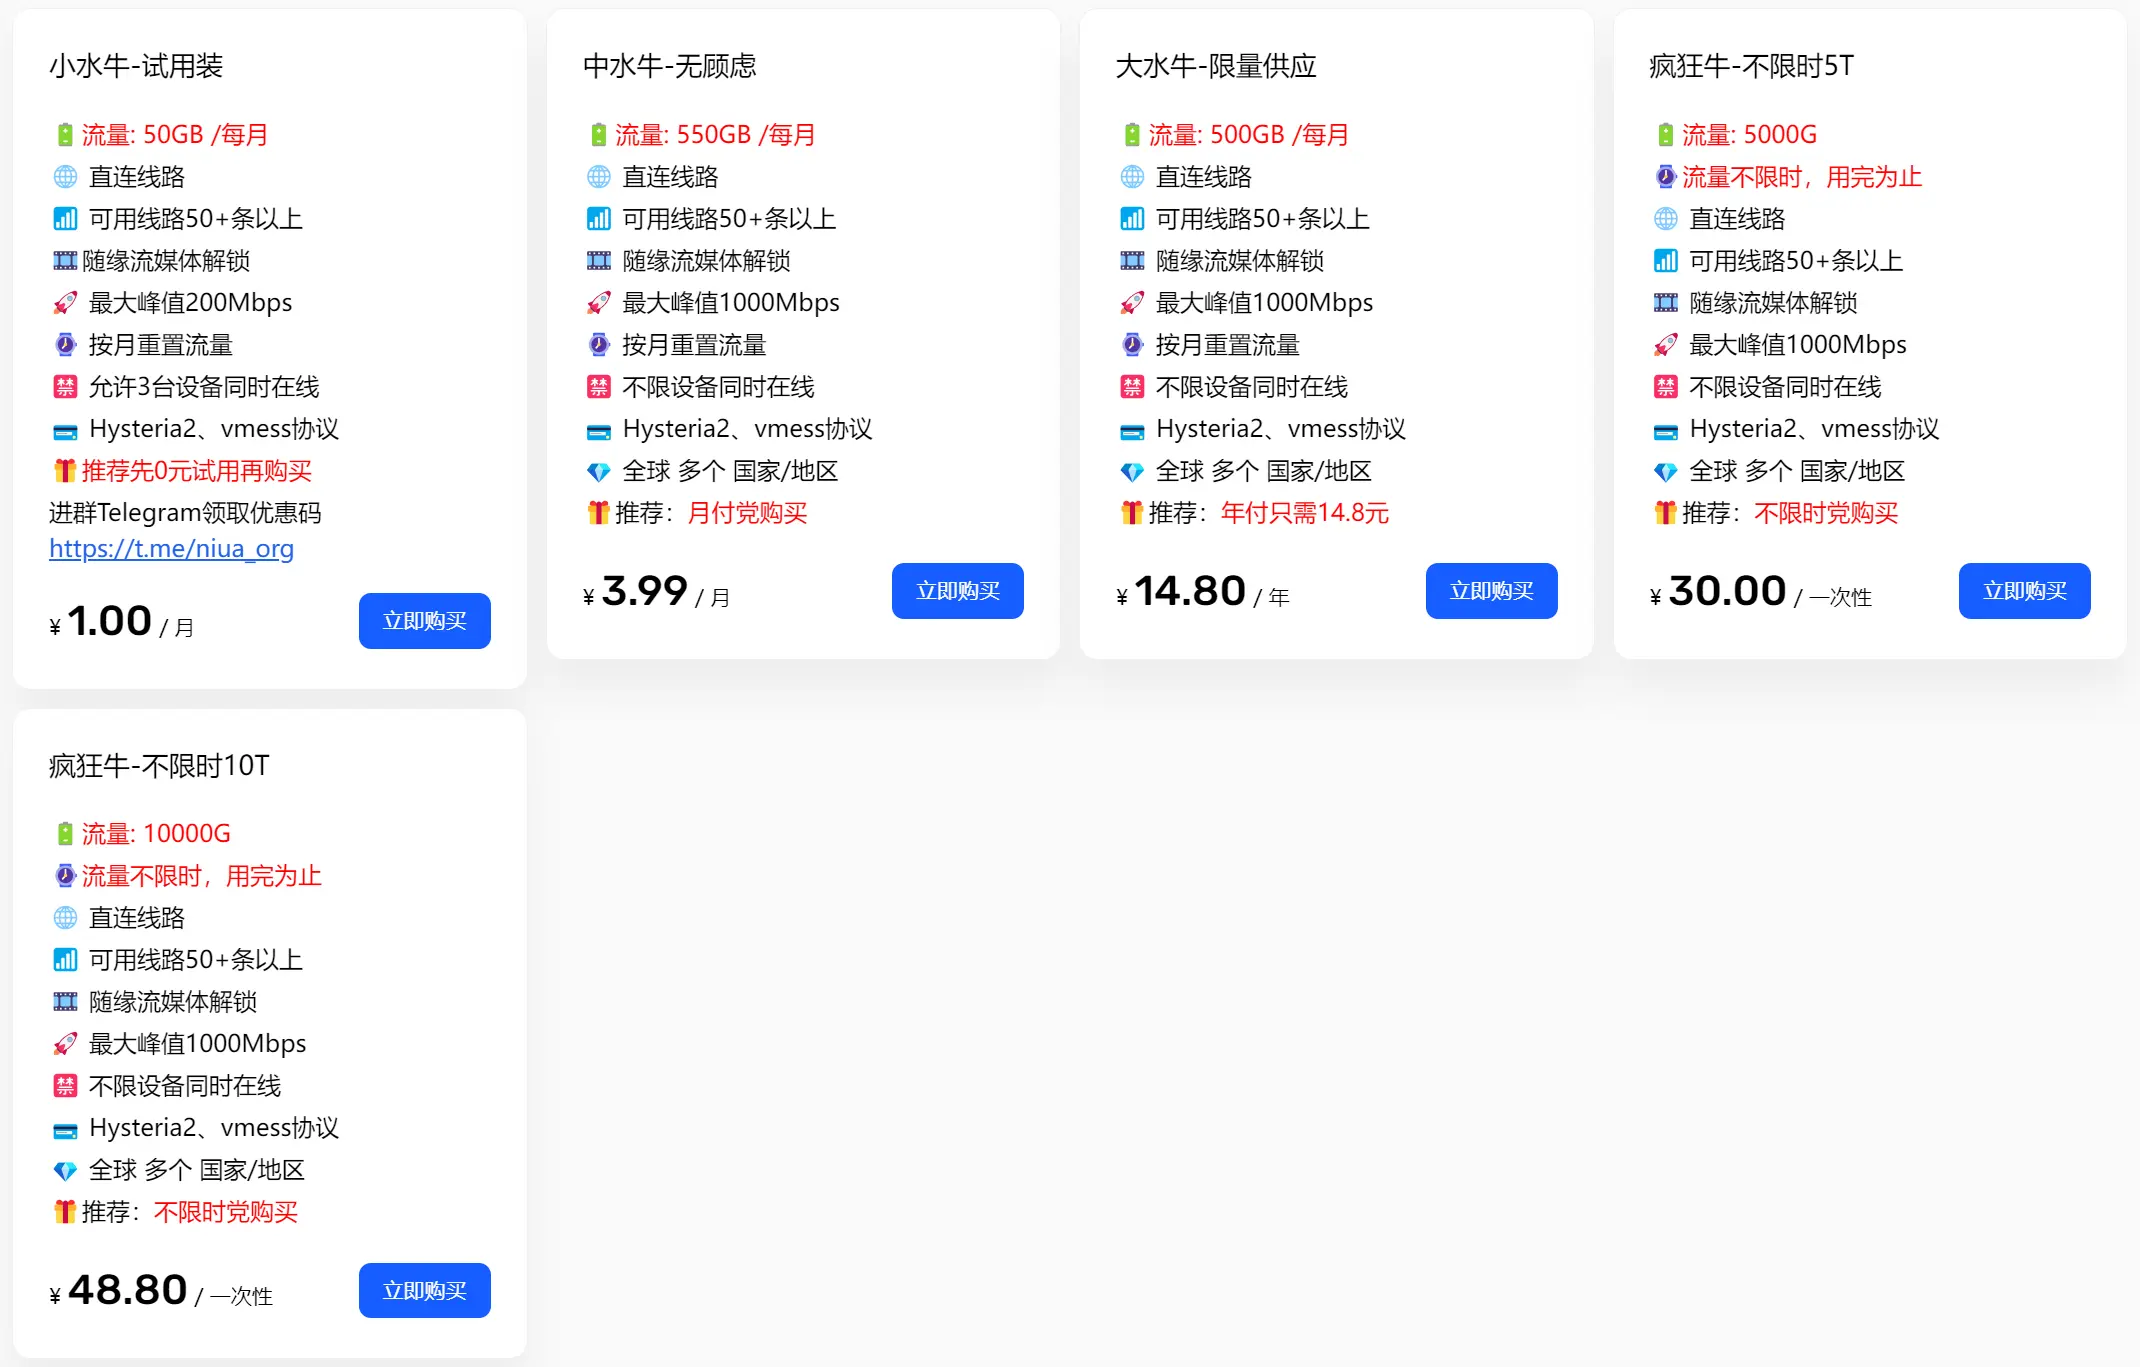 小水牛-试用装
流量: 50GB /每月
直连线路
可用线路50+条以上
随缘流媒体解锁
最大峰值200Mbps
按月重置流量
允许3台设备同时在线
Hysteria2、vmess协议
推荐先0元试用再购买
进群Telegram领取优惠码
https://t.me/niua_org
¥ 1.00 / 月
立即购买
中水牛-无顾虑
流量: 550GB /每月
直连线路
可用线路50+条以上
随缘流媒体解锁
最大峰值1000Mbps
按月重置流量
不限设备同时在线
Hysteria2、vmess协议
全球 多个 国家/地区
推荐：月付党购买
¥ 3.99 / 月
立即购买
大水牛-限量供应
流量: 500GB /每月
直连线路
可用线路50+条以上
随缘流媒体解锁
最大峰值1000Mbps
按月重置流量
不限设备同时在线
Hysteria2、vmess协议
全球 多个 国家/地区
推荐：年付只需14.8元
¥ 14.80 / 年
立即购买
疯狂牛-不限时5T
流量: 5000G
流量不限时，用完为止
直连线路
可用线路50+条以上
随缘流媒体解锁
最大峰值1000Mbps
不限设备同时在线
Hysteria2、vmess协议
全球 多个 国家/地区
推荐：不限时党购买
¥ 30.00 / 一次性
立即购买
疯狂牛-不限时10T
流量: 10000G
流量不限时，用完为止
直连线路
可用线路50+条以上
随缘流媒体解锁
最大峰值1000Mbps
不限设备同时在线
Hysteria2、vmess协议
全球 多个 国家/地区
推荐：不限时党购买
¥ 48.80 / 一次性
立即购买